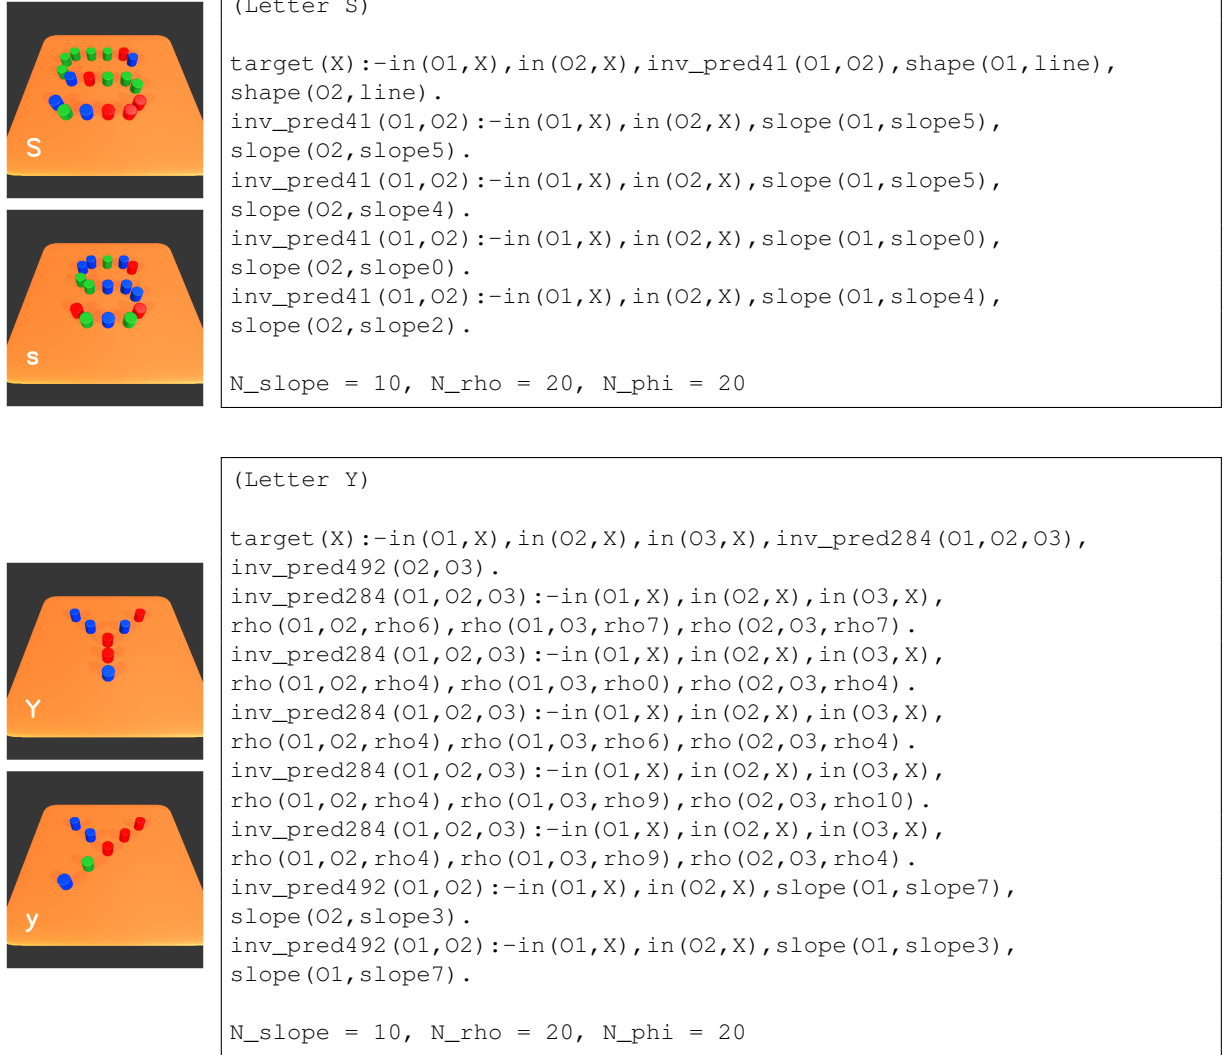 (Letter S)
target(X):-in(O1,X),in(O2,X),inv_pred41(O1,O2),shape(O1,line),
shape(O2,line).
inv_pred41(O1,O2):-in(O1,X),in(O2,X),slope(O1,slope5),
slope(O2,slope5).
inv_pred41(O1,O2):-in(O1,X),in(O2,X),slope(O1,slope5),
slope(O2,slope4).
inv_pred41(O1,O2):-in(O1,X),in(O2,X),slope(O1,slope0),
slope(O2,slope0).
inv_pred41(O1,O2):-in(O1,X),in(O2,X),slope(O1,slope4),
slope(O2,slope2).
N_slope = 10, N_rho = 20, N_phi = 20
S
s
(Letter Y)
target(X):-in(O1,X),in(O2,X),in(O3,X),inv_pred284(O1,O2,O3),
inv_pred492(O2,O3).
inv_pred284(O1,O2,O3):-in(O1,X),in(O2,X),in(O3,X),
rho(O1,O2,rho6),rho(O1,O3,rho7),rho(O2,O3,rho7).
inv_pred284(O1,O2,O3):-in(O1,X),in(O2,X),in(O3,X),
rho(O1,O2,rho4),rho(O1,O3,rho0),rho(O2,O3,rho4).
inv_pred284(O1,O2,O3):-in(O1,X),in(O2,X),in(O3,X),
rho(O1,O2,rho4),rho(O1,O3,rho6),rho(O2,O3,rho4).
inv_pred284(O1,O2,O3):-in(O1,X),in(O2,X),in(O3,X),
rho(O1,O2,rho4),rho(O1,O3,rho9),rho(O2,O3,rho10).
inv_pred284(O1,O2,O3):-in(O1,X),in(O2,X),in(O3,X),
rho(O1,O2,rho4),rho(O1,O3,rho9),rho(O2,O3,rho4).
inv_pred492(O1,O2):-in(O1,X),in(O2,X),slope(O1,slope7),
slope(O2,slope3).
inv_pred492(O1,O2):-in(O1,X),in(O2,X),slope(O1,slope3),
slope(O1,slope7).
N_slope = 10, N_rho = 20, N_phi = 20
Y
y